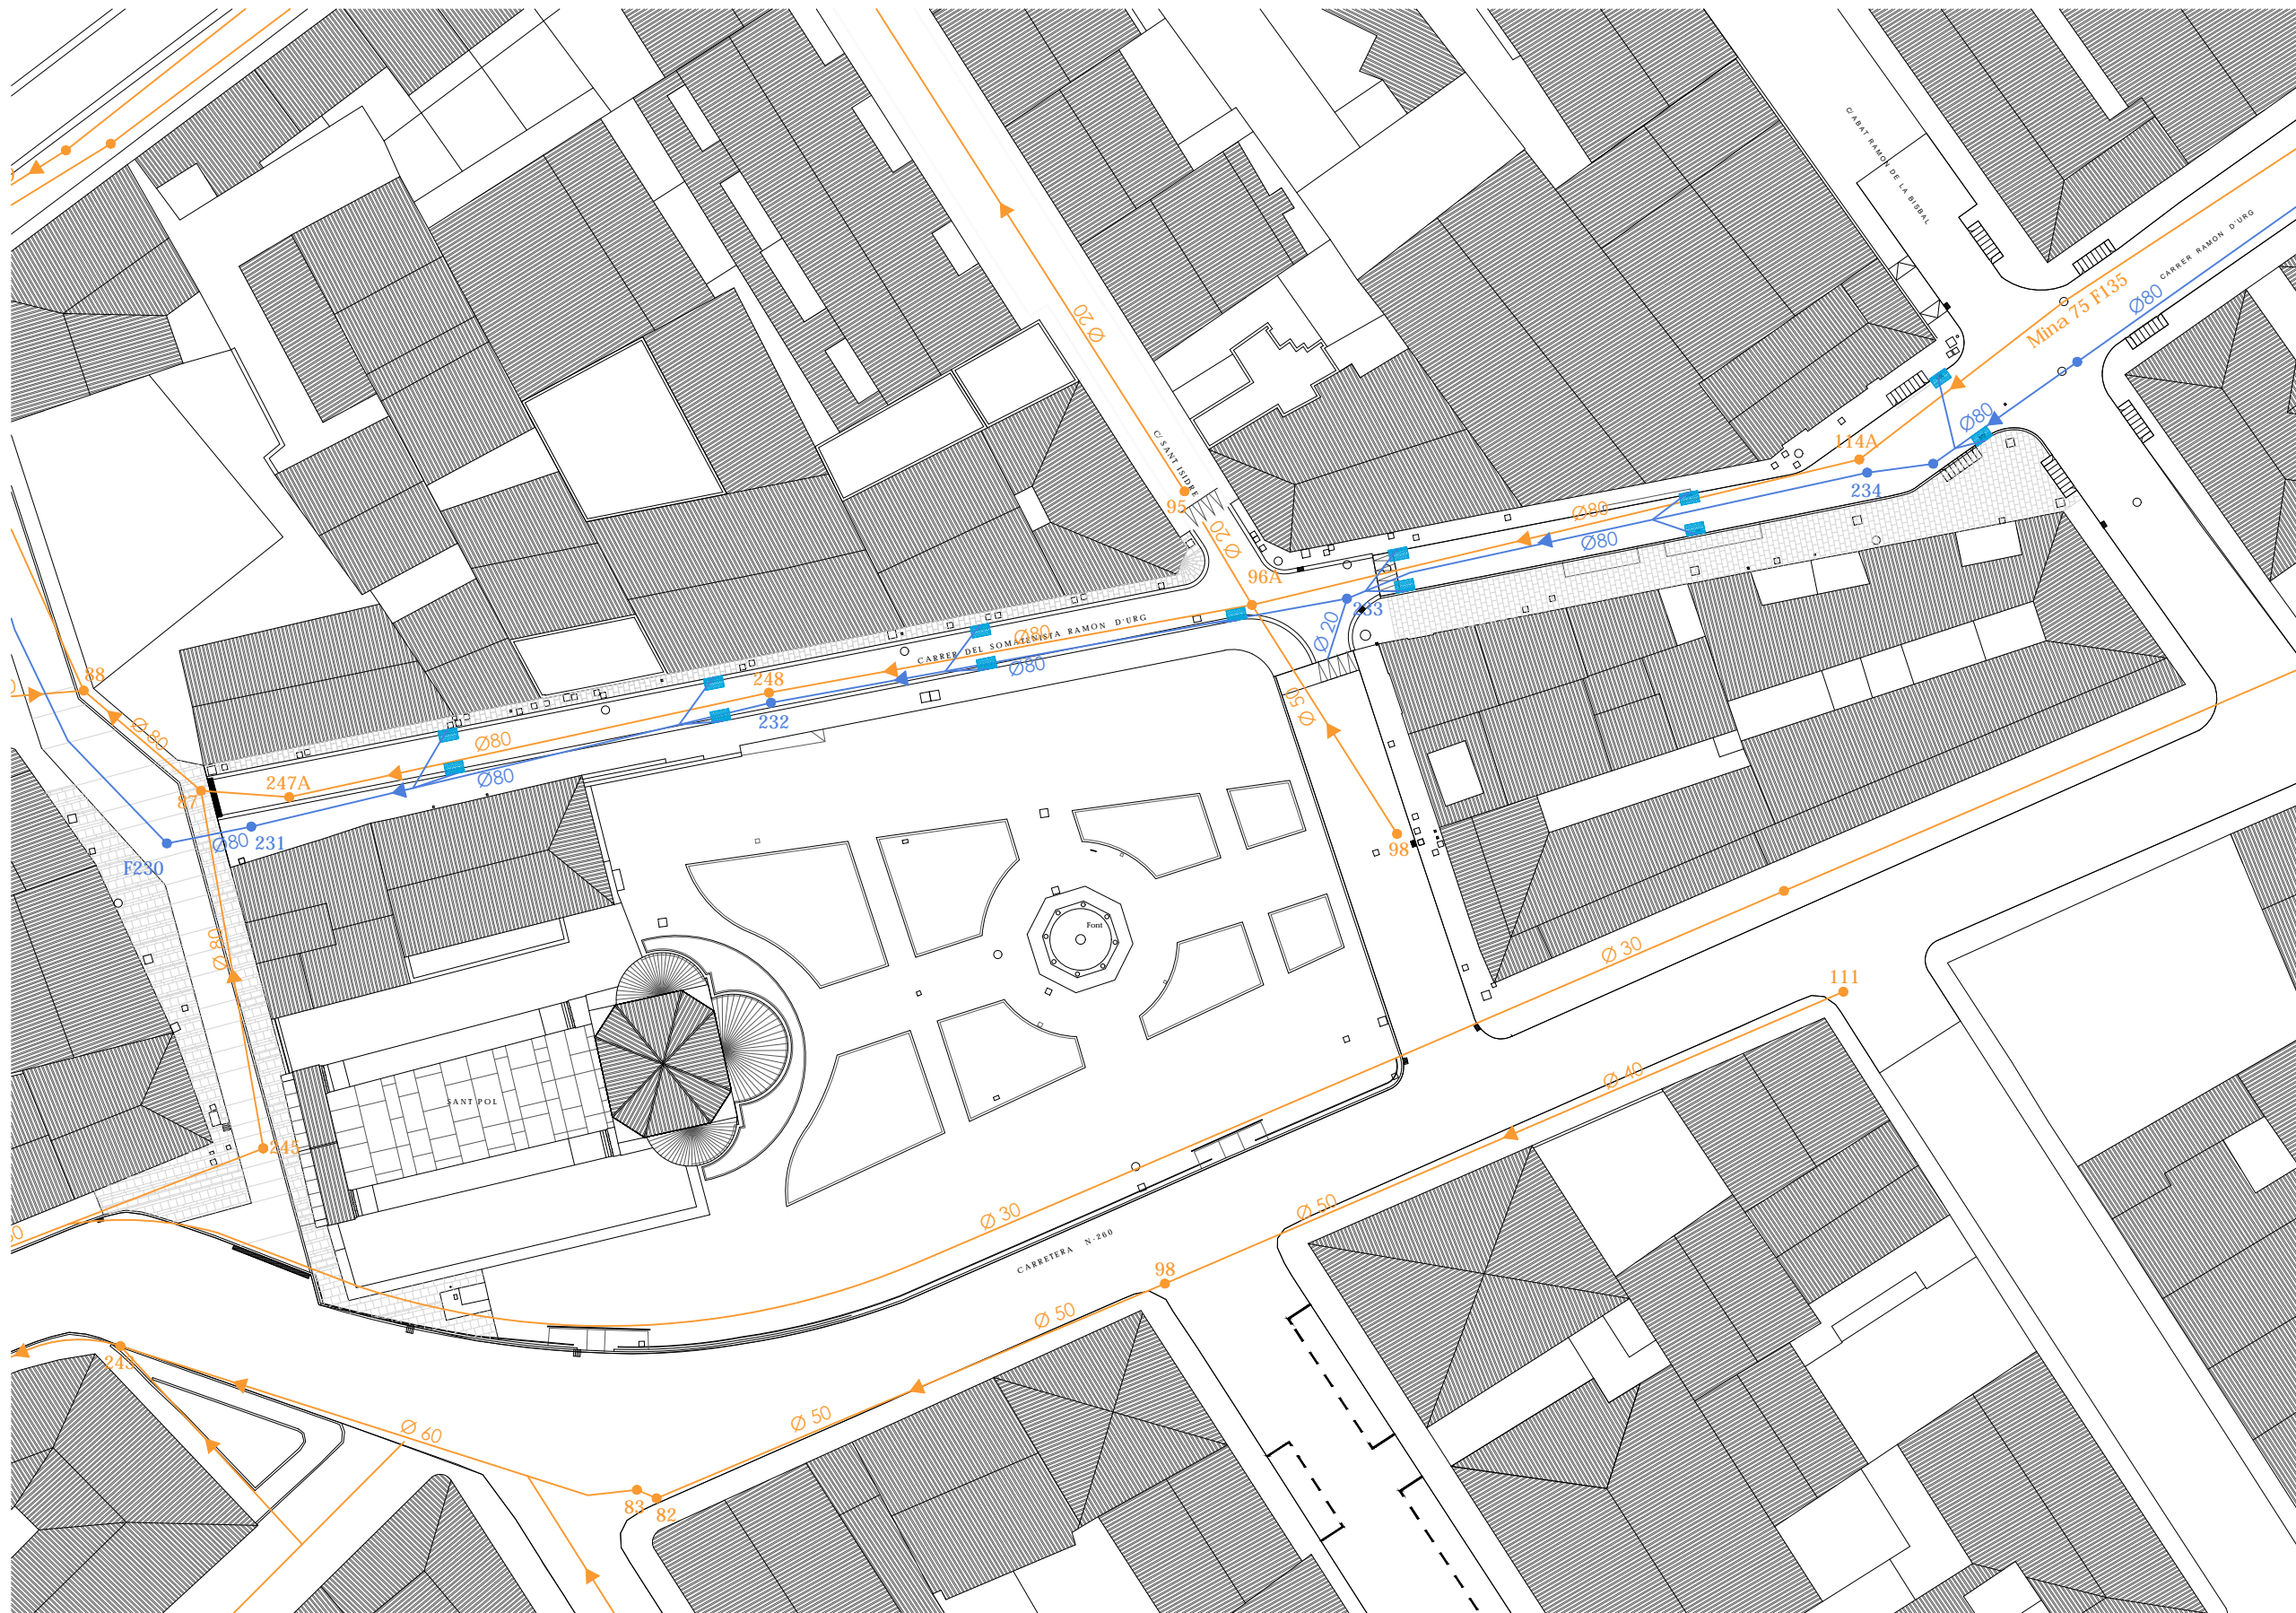 C/ ABAT RAMON DE LA BISBAL
CARRER RAMON D'URG
Ø80
Mina 75 F135
Ø 20
Ø80
114A
C/ SANT ISIDRE
95
234
Ø80
Ø 20
Ø80
96A
233
Ø80
CARRER DEL SOMATENISTA RAMON D'URG
Ø 20
Ø80
88
248
Ø 50
232
Ø 80
Ø80
Ø80
247A
87
Ø80
231
98
F230
Font
Ø 80
Ø 30
111
Ø 40
SANT POL
245
Ø 30
Ø 50
CARRETERA N-260
98
Ø 50
243
Ø 50
Ø 60
83
82